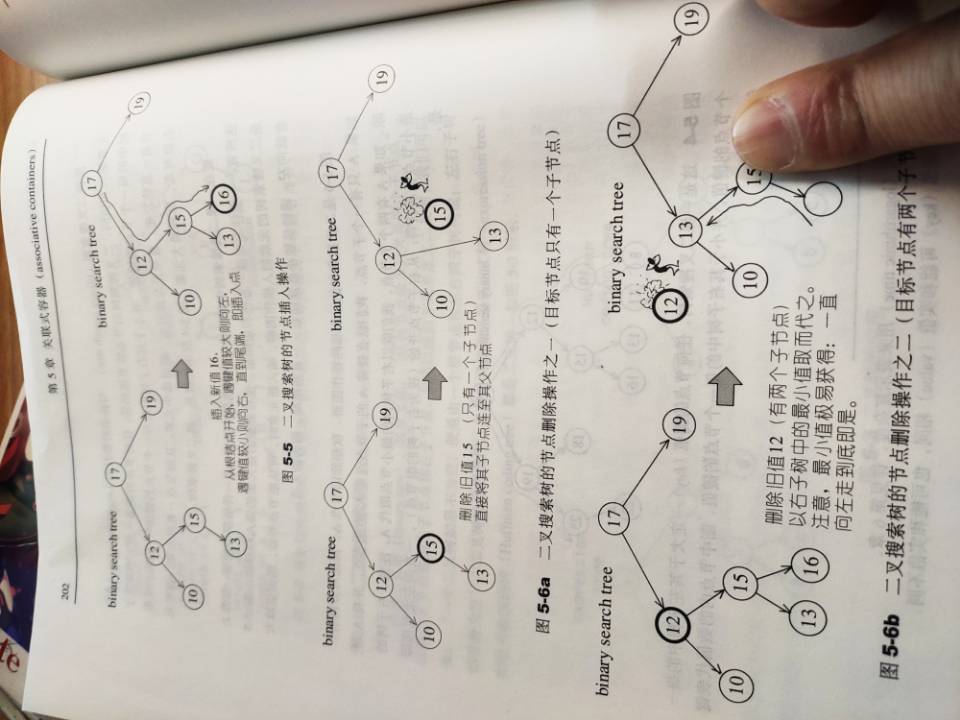 202
第 5 章 关联式容器 (associative containers)
binary search tree
17
12
19
10
15
13
binary search tree
17
12
19
10
15
13
16
插入新值 16.
从根结点开始, 遇键值较大则向左,
遇键值较小则向右, 直到尾端, 即插入点
图 5-5 二叉搜索树的节点插入操作
binary search tree
17
12
19
10
15
13
binary search tree
17
12
19
10
15
13
删除旧值15 (只有一个子节点)
直接将其子节点连至其父节点
图 5-6a 二叉搜索树的节点删除操作之一 (目标节点只有一个子节点)
binary search tree
17
12
19
10
15
13
16
binary search tree
17
12
13
19
10
15
删除旧值12 (有两个子节点)
以右子树中的最小值取而代之。
注意, 最小值极易获得: 一直
向左走到底即是。
图 5-6b 二叉搜索树的节点删除操作之二 (目标节点有两个子节